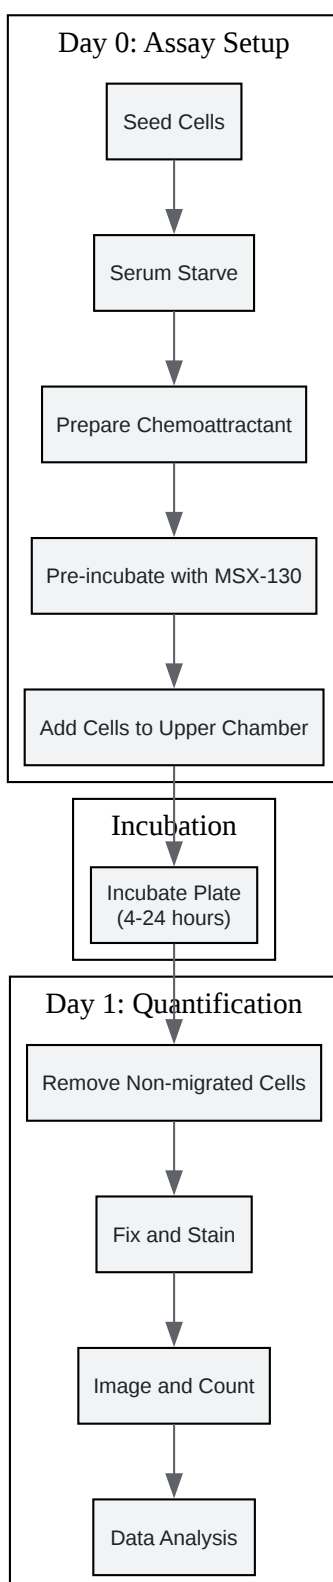 Day 0: Assay Setup
Seed Cells
Serum Starve
Prepare Chemoattractant
Pre-incubate with MSX-130
Add Cells to Upper Chamber
Incubation
Incubate Plate
(4-24 hours)
Day 1: Quantification
Remove Non-migrated Cells
Fix and Stain
Image and Count
Data Analysis